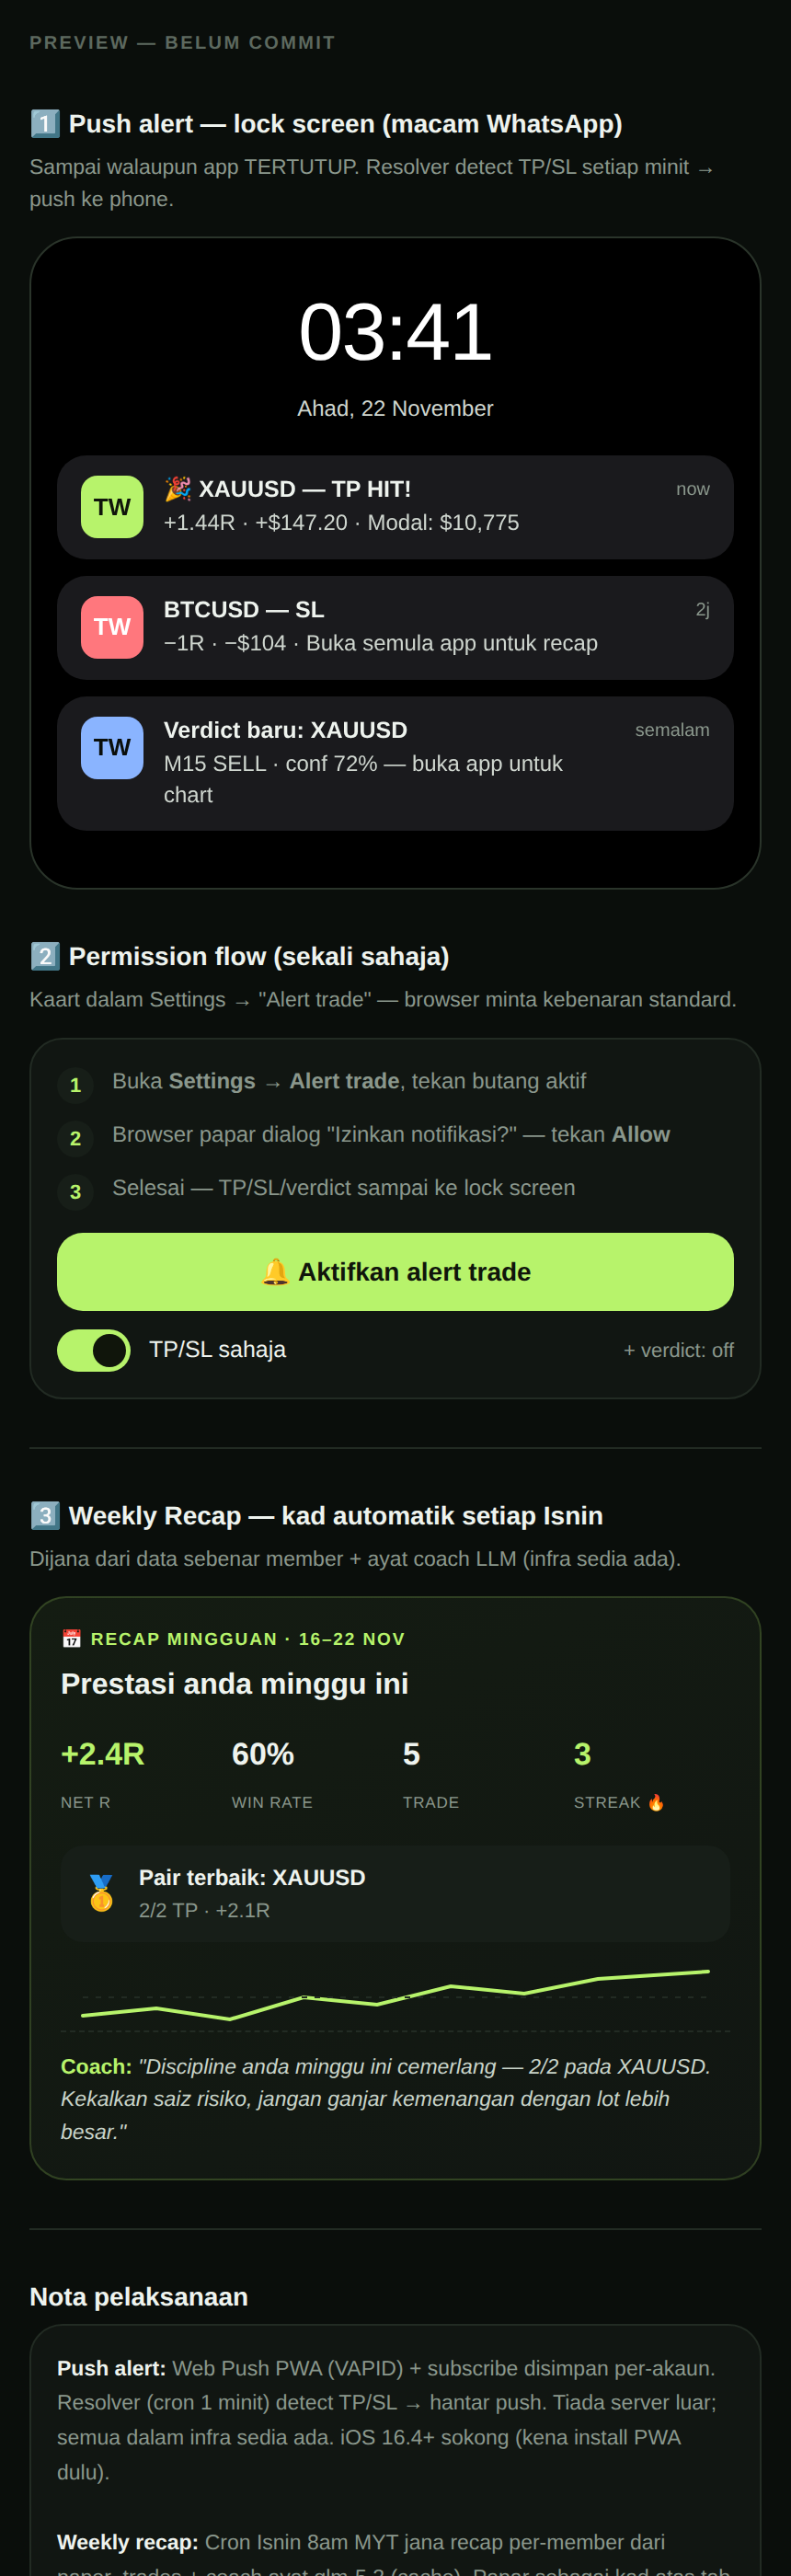 PREVIEW — BELUM COMMIT
1️⃣ Push alert — lock screen (macam WhatsApp)
Sampai walaupun app TERTUTUP. Resolver detect TP/SL setiap minit →
push ke phone.
03:41
Ahad, 22 November
TW
🎉 XAUUSD — TP HIT!
now
+1.44R · +$147.20 · Modal: $10,775
TW
BTCUSD — SL
2j
−1R · −$104 · Buka semula app untuk recap
TW
Verdict baru: XAUUSD
semalam
M15 SELL · conf 72% — buka app untuk
chart
2️⃣ Permission flow (sekali sahaja)
Kaart dalam Settings → "Alert trade" — browser minta kebenaran standard.
1 Buka Settings → Alert trade, tekan butang aktif
2 Browser papar dialog "Izinkan notifikasi?" — tekan Allow
3 Selesai — TP/SL/verdict sampai ke lock screen
🔔 Aktifkan alert trade
TP/SL sahaja
+ verdict: off
3️⃣ Weekly Recap — kad automatik setiap Isnin
Dijana dari data sebenar member + ayat coach LLM (infra sedia ada).
📅 RECAP MINGGUAN · 16–22 NOV
Prestasi anda minggu ini
+2.4R 60% 5 3
NET R WIN RATE TRADE STREAK 🔥
🥇 Pair terbaik: XAUUSD
2/2 TP · +2.1R
Coach: "Discipline anda minggu ini cemerlang — 2/2 pada XAUUSD.
Kekalkan saiz risiko, jangan ganjar kemenangan dengan lot lebih
besar."
Nota pelaksanaan
Push alert: Web Push PWA (VAPID) + subscribe disimpan per-akaun.
Resolver (cron 1 minit) detect TP/SL → hantar push. Tiada server luar;
semua dalam infra sedia ada. iOS 16.4+ sokong (kena install PWA
dulu).
Weekly recap: Cron Isnin 8am MYT jana recap per-member dari